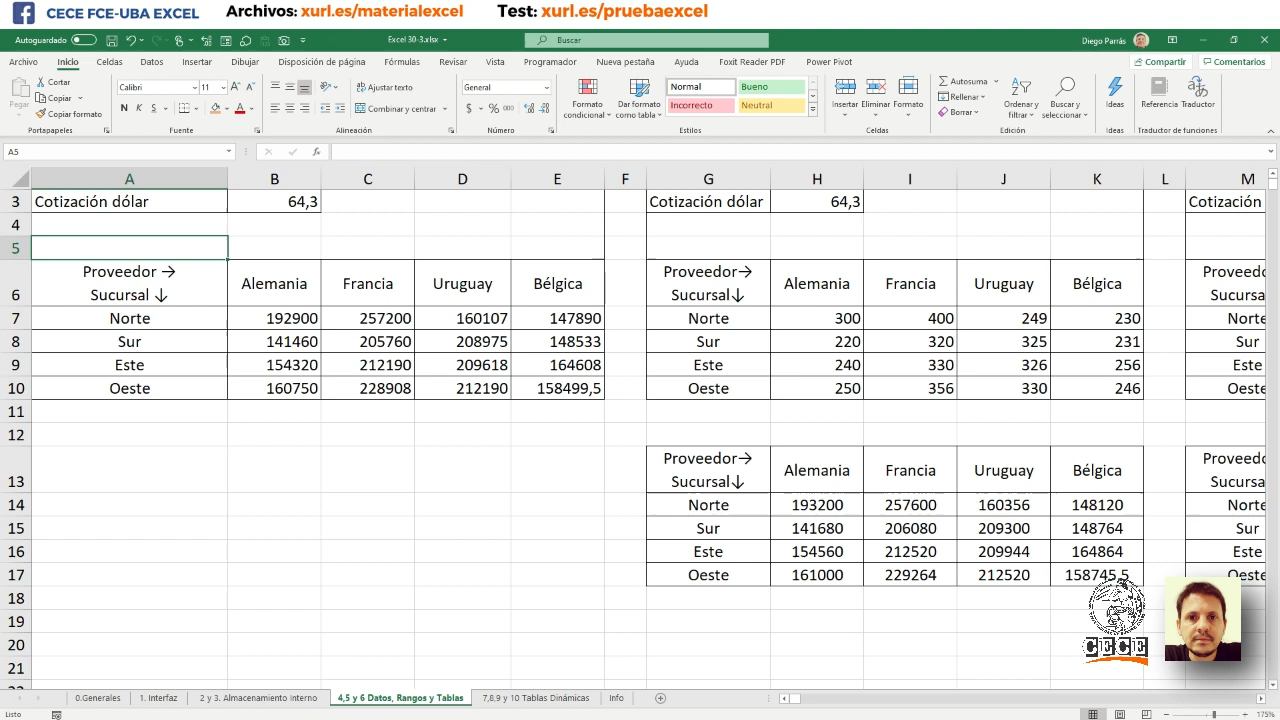 CECE FCE-UBA EXCEL Archivos: xurl.es/materialexcel Test: xurl.es/pruebaexcel
Autoguardado Excel 30-3.xlsx Buscar Diego Parrás
Archivo Inicio Celdas Datos Insertar Dibujar Disposición de página Fórmulas Revisar Vista Programador Nueva pestaña Ayuda Foxit Reader PDF Power Pivot Compartir Comentarios
Pegar Cortar Copiar Copiar formato Calibri 11 Ajustar texto Combinar y centrar General Formato condicional Dar formato como tabla Normal Bueno Incorrecto Neutral Insertar Eliminar Formato Autosuma Rellenar Borrar Ordenar y filtrar Buscar y seleccionar Ideas Referencia Traductor
N K S $ % 000
Portapapeles Fuente Alineación Número Estilos Celdas Edición Ideas Traductor de funciones
A5 fx
A B C D E F G H I J K L M
3 Cotización dólar 64,3 Cotización dólar 64,3 Cotización
4
5
Proveedor → Sucursal ↓ Alemania Francia Uruguay Bélgica Proveedor→ Sucursal↓ Alemania Francia Uruguay Bélgica Proveedo Sucursa
6
7 Norte 192900 257200 160107 147890 Norte 300 400 249 230 Norte
8 Sur 141460 205760 208975 148533 Sur 220 320 325 231 Sur
9 Este 154320 212190 209618 164608 Este 240 330 326 256 Este
10 Oeste 160750 228908 212190 158499,5 Oeste 250 356 330 246 Oeste
11
12
Proveedor→ Sucursal↓ Alemania Francia Uruguay Bélgica Proveedo Sucursa
13
14 Norte 193200 257600 160356 148120 Norte
15 Sur 141680 206080 209300 148764 Sur
16 Este 154560 212520 209944 164864 Este
17 Oeste 161000 229264 212520 158745,5 Oeste
18
19
20
21
CECE
0.Generales 1. Interfaz 2 y 3. Almacenamiento Interno 4,5 y 6 Datos, Rangos y Tablas 7,8,9 y 10 Tablas Dinámicas Info
Listo 175%